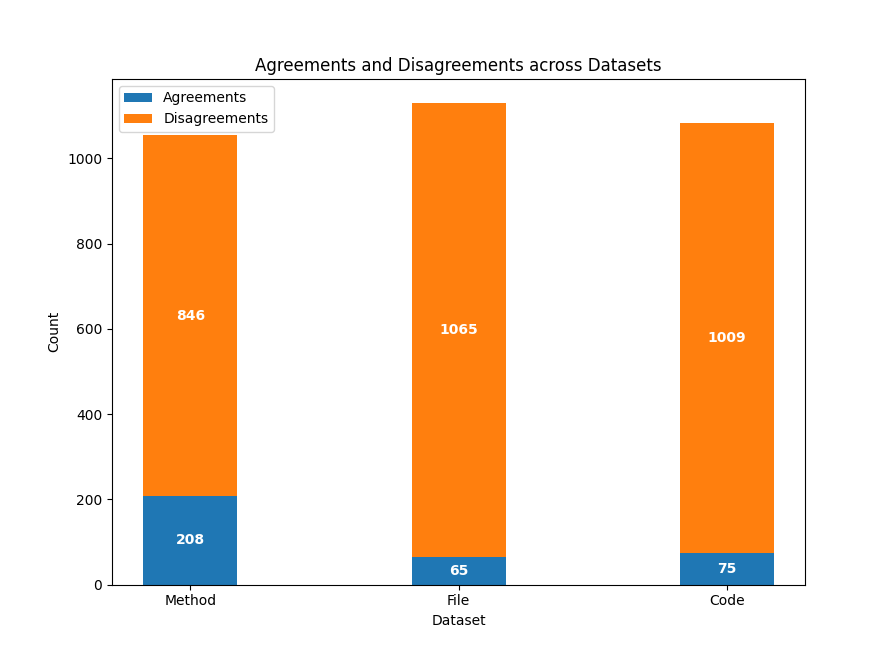 Agreements and Disagreements across Datasets
Agreements
Disagreements
Count
1000
800
600
400
200
0
846
208
1065
65
1009
75
Method
File
Code
Dataset